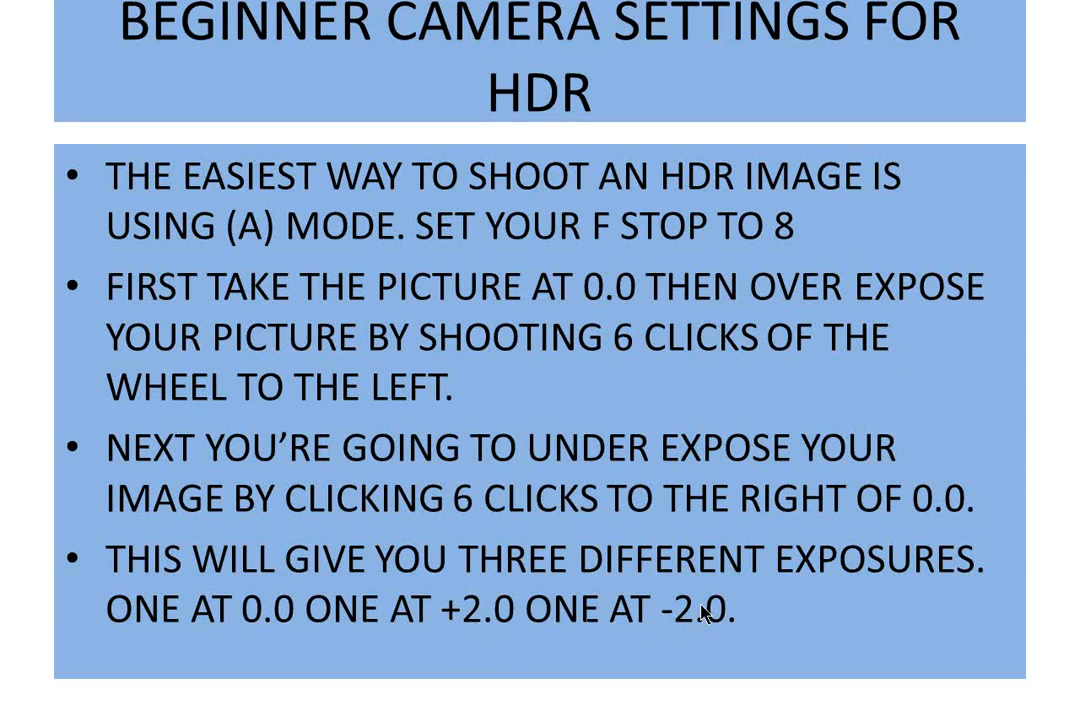 BEGINNER CAMERA SETTINGS FOR
HDR
• THE EASIEST WAY TO SHOOT AN HDR IMAGE IS
USING (A) MODE. SET YOUR F STOP TO 8
• FIRST TAKE THE PICTURE AT 0.0 THEN OVER EXPOSE
YOUR PICTURE BY SHOOTING 6 CLICKS OF THE
WHEEL TO THE LEFT.
• NEXT YOU’RE GOING TO UNDER EXPOSE YOUR
IMAGE BY CLICKING 6 CLICKS TO THE RIGHT OF 0.0.
• THIS WILL GIVE YOU THREE DIFFERENT EXPOSURES.
ONE AT 0.0 ONE AT +2.0 ONE AT -2.0.